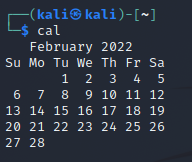 ┌──(kali㉿kali)-[~]
└─$ cal
   February 2022
Su Mo Tu We Th Fr Sa
       1  2  3  4  5
 6  7  8  9 10 11 12
13 14 15 16 17 18 19
20 21 22 23 24 25 26
27 28